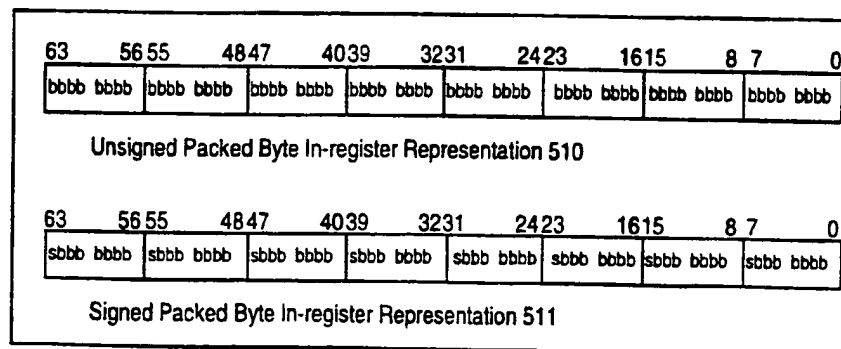 63 56 55 48 47 40 39 32 31 24 23 16 15 8 7 0
bbbb bbbb bbbb bbbb bbbb bbbb bbbb bbbb bbbb bbbb bbbb bbbb bbbb bbbb bbbb bbbb
Unsigned Packed Byte In-register Representation 510
63 56 55 48 47 40 39 32 31 24 23 16 15 8 7 0
sbbb bbbb sbbb bbbb sbbb bbbb sbbb bbbb sbbb bbbb sbbb bbbb sbbb bbbb sbbb bbbb
Signed Packed Byte In-register Representation 511